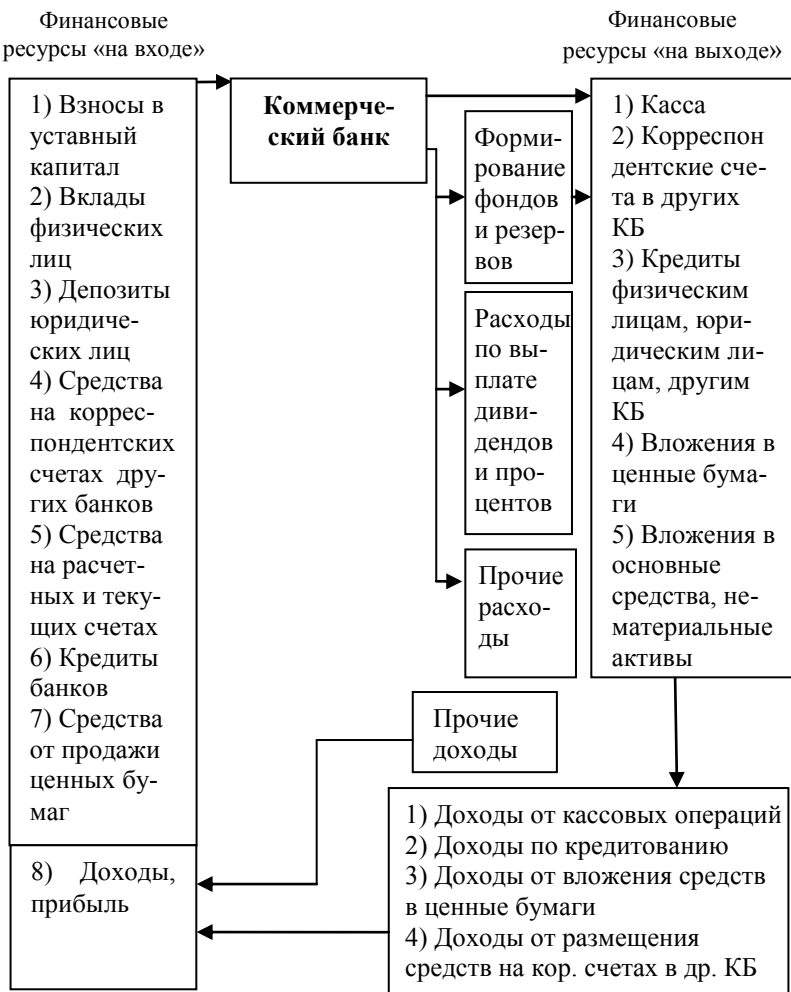 Финансовые
ресурсы «на входе»
1) Взносы в
уставный
капитал
2) Вклады
физических
лиц
3) Депозиты
юридиче-
ских лиц
4) Средства
на коррес-
пондентских
счетах дру-
гих банков
5) Средства
на расчет-
ных и теку-
щих счетах
6) Кредиты
банков
7) Средства
от продажи
ценных бу-
маг
8) Доходы,
прибыль
Коммерче-
ский банк
Форми-
рование
фондов
и резер-
вов
Расходы
по вы-
плате
диви-
дендов
и про-
центов
Прочие
расхо-
ды
Финансовые
ресурсы «на выходе»
1) Касса
2) Корреспон
дентские сче-
та в других
КБ
3) Кредиты
физическим
лицам, юри-
дическим ли-
цам, другим
КБ
4) Вложения в
ценные бума-
ги
5) Вложения в
основные
средства, не-
материальные
активы
Прочие
доходы
1) Доходы от кассовых операций
2) Доходы по кредитованию
3) Доходы от вложения средств
в ценные бумаги
4) Доходы от размещения
средств на кор. счетах в др. КБ